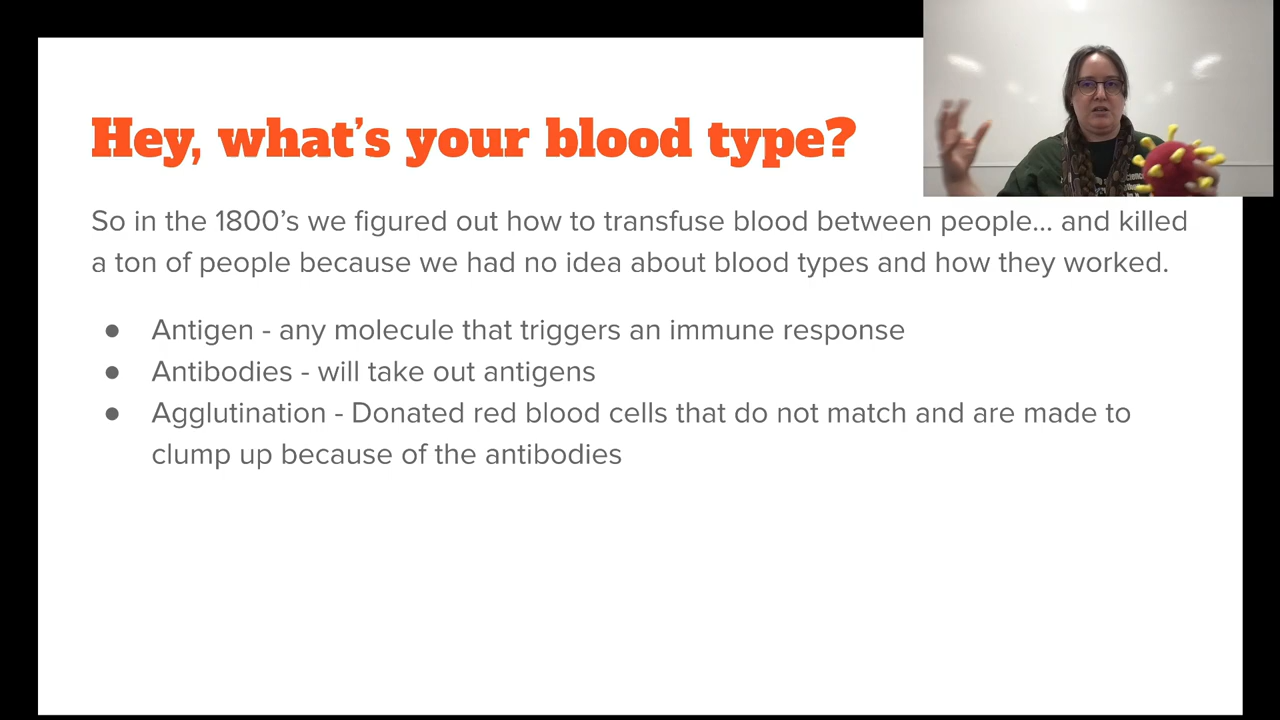 Hey, what's your blood type?
So in the 1800's we figured out how to transfuse blood between people... and killed
a ton of people because we had no idea about blood types and how they worked.
● Antigen - any molecule that triggers an immune response
● Antibodies - will take out antigens
● Agglutination - Donated red blood cells that do not match and are made to
clump up because of the antibodies